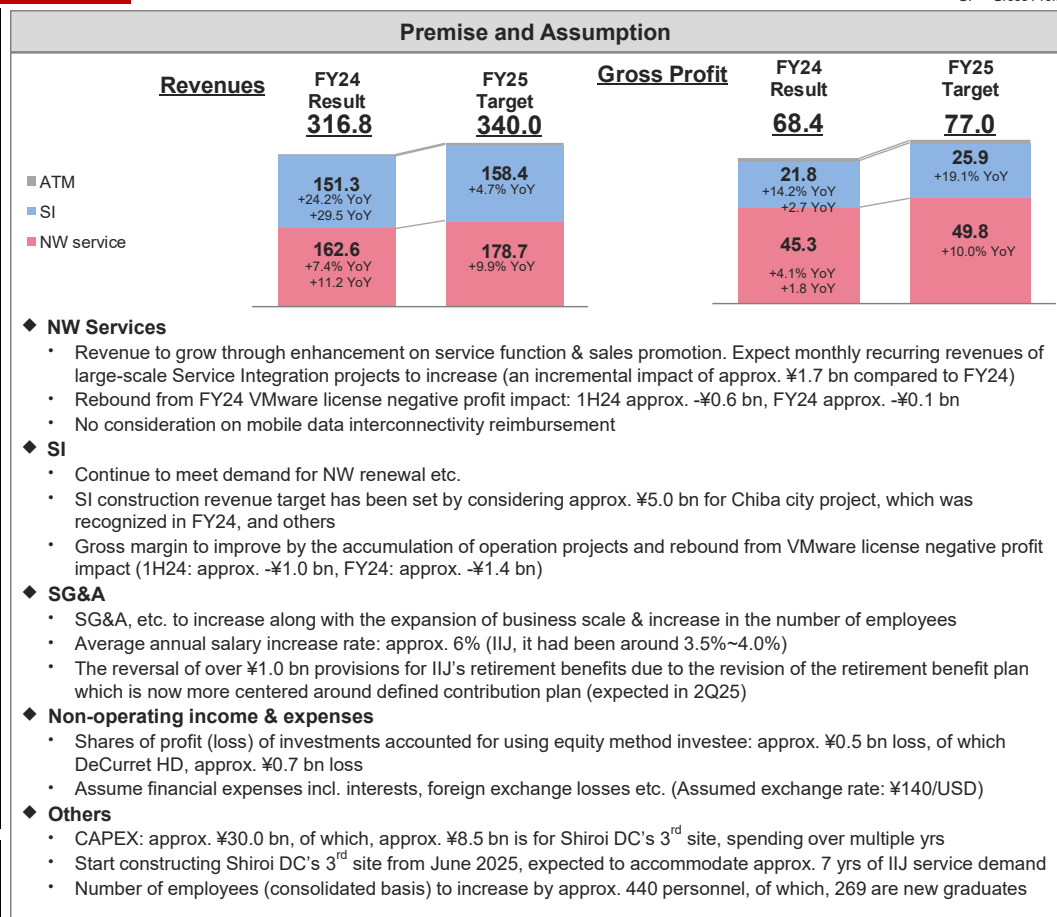 Premise and Assumption
Revenues
FY24
Result
316.8
FY25
Target
340.0
Gross Profit
FY24
Result
68.4
FY25
Target
77.0
ATM
SI
NW service
151.3
+24.2% YoY
+29.5 YoY
162.6
+7.4% YoY
+11.2 YoY
158.4
+4.7% YoY
178.7
+9.9% YoY
21.8
+14.2% YoY
+2.7 YoY
45.3
+4.1% YoY
+1.8 YoY
25.9
+19.1% YoY
49.8
+10.0% YoY
◆ NW Services
• Revenue to grow through enhancement on service function & sales promotion. Expect monthly recurring revenues of
large-scale Service Integration projects to increase (an incremental impact of approx. ¥1.7 bn compared to FY24)
• Rebound from FY24 VMware license negative profit impact: 1H24 approx. -¥0.6 bn, FY24 approx. -¥0.1 bn
• No consideration on mobile data interconnectivity reimbursement
◆ SI
• Continue to meet demand for NW renewal etc.
• SI construction revenue target has been set by considering approx. ¥5.0 bn for Chiba city project, which was
recognized in FY24, and others
• Gross margin to improve by the accumulation of operation projects and rebound from VMware license negative profit
impact (1H24: approx. -¥1.0 bn, FY24: approx. -¥1.4 bn)
◆ SG&A
• SG&A, etc. to increase along with the expansion of business scale & increase in the number of employees
• Average annual salary increase rate: approx. 6% (IIJ, it had been around 3.5%~4.0%)
• The reversal of over ¥1.0 bn provisions for IIJ's retirement benefits due to the revision of the retirement benefit plan
which is now more centered around defined contribution plan (expected in 2Q25)
◆ Non-operating income & expenses
• Shares of profit (loss) of investments accounted for using equity method investee: approx. ¥0.5 bn loss, of which
DeCurret HD, approx. ¥0.7 bn loss
• Assume financial expenses incl. interests, foreign exchange losses etc. (Assumed exchange rate: ¥140/USD)
◆ Others
• CAPEX: approx. ¥30.0 bn, of which, approx. ¥8.5 bn is for Shiroi DC's 3rd site, spending over multiple yrs
• Start constructing Shiroi DC's 3rd site from June 2025, expected to accommodate approx. 7 yrs of IIJ service demand
• Number of employees (consolidated basis) to increase by approx. 440 personnel, of which, 269 are new graduates